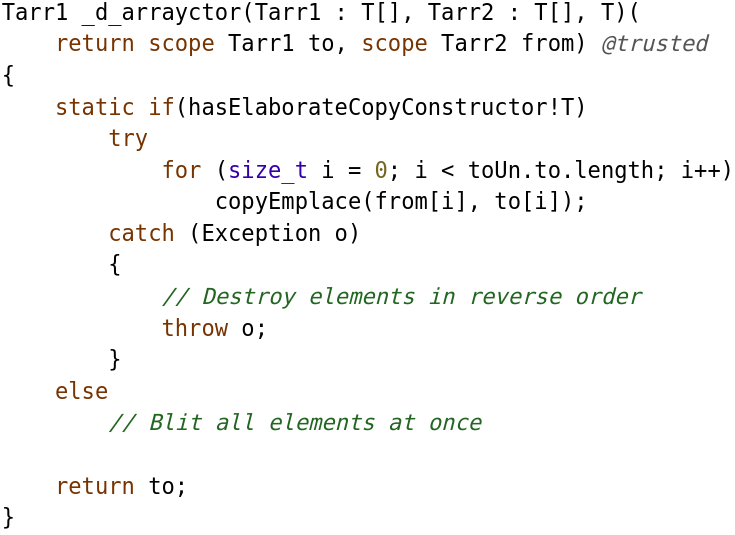 Tarr1 _d_arrayctor(Tarr1 : T[], Tarr2 : T[], T)(
    return scope Tarr1 to, scope Tarr2 from) @trusted
{
    static if(hasElaborateCopyConstructor!T)
        try
            for (size_t i = 0; i < toUn.to.length; i++)
                copyEmplace(from[i], to[i]);
        catch (Exception o)
        {
            // Destroy elements in reverse order
            throw o;
        }
    else
        // Blit all elements at once

    return to;
}